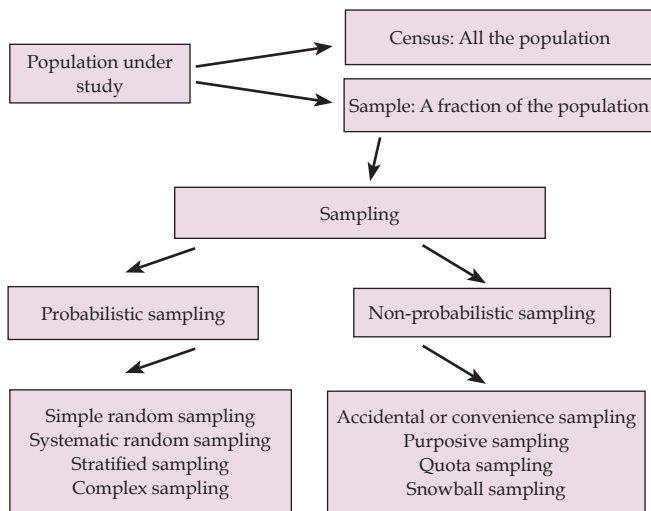 Census: All the population
Population under
study
Sample: A fraction of the population
Sampling
Probabilistic sampling
Non-probabilistic sampling
Simple random sampling
Systematic random sampling
Stratified sampling
Complex sampling
Accidental or convenience sampling
Purposive sampling
Quota sampling
Snowball sampling